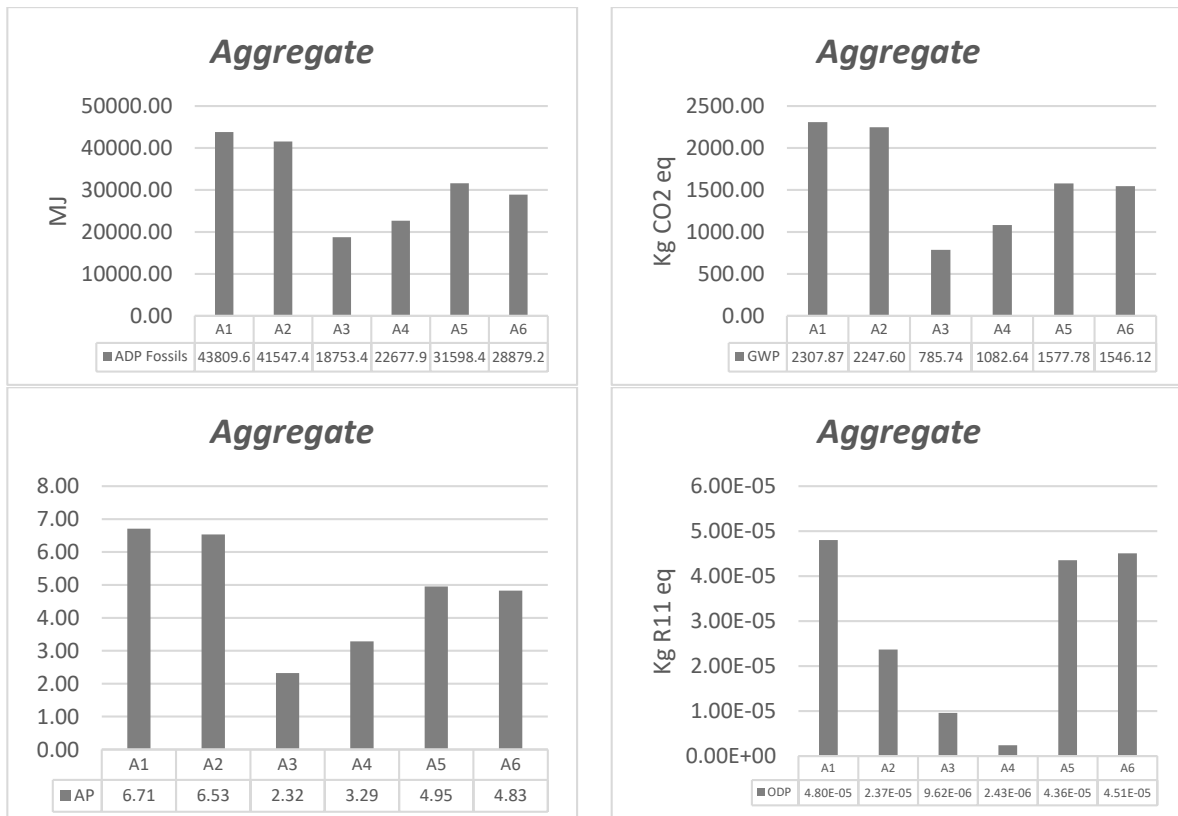 Aggregate
50000.00
40000.00
30000.00
20000.00
10000.00
0.00
MJ
A1 A2 A3 A4 A5 A6
ADP Fossils 43809.6 41547.4 18753.4 22677.9 31598.4 28879.2
Aggregate
2500.00
2000.00
1500.00
1000.00
500.00
0.00
Kg CO2 eq
A1 A2 A3 A4 A5 A6
GWP 2307.87 2247.60 785.74 1082.64 1577.78 1546.12
Aggregate
8.00
7.00
6.00
5.00
4.00
3.00
2.00
1.00
0.00
A1 A2 A3 A4 A5 A6
AP 6.71 6.53 2.32 3.29 4.95 4.83
Aggregate
6.00E-05
5.00E-05
4.00E-05
3.00E-05
2.00E-05
1.00E-05
0.00E+00
Kg R11 eq
A1 A2 A3 A4 A5 A6
ODP 4.80E-05 2.37E-05 9.62E-06 2.43E-06 4.36E-05 4.51E-05